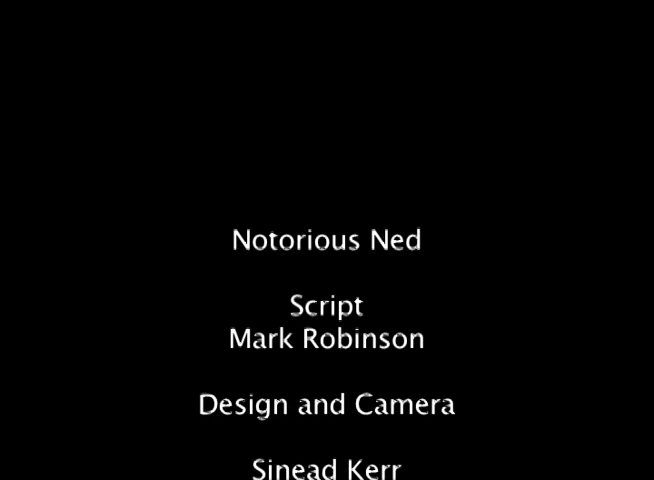 Notorious Ned
Script
Mark Robinson
Design and Camera
Sinead Kerr